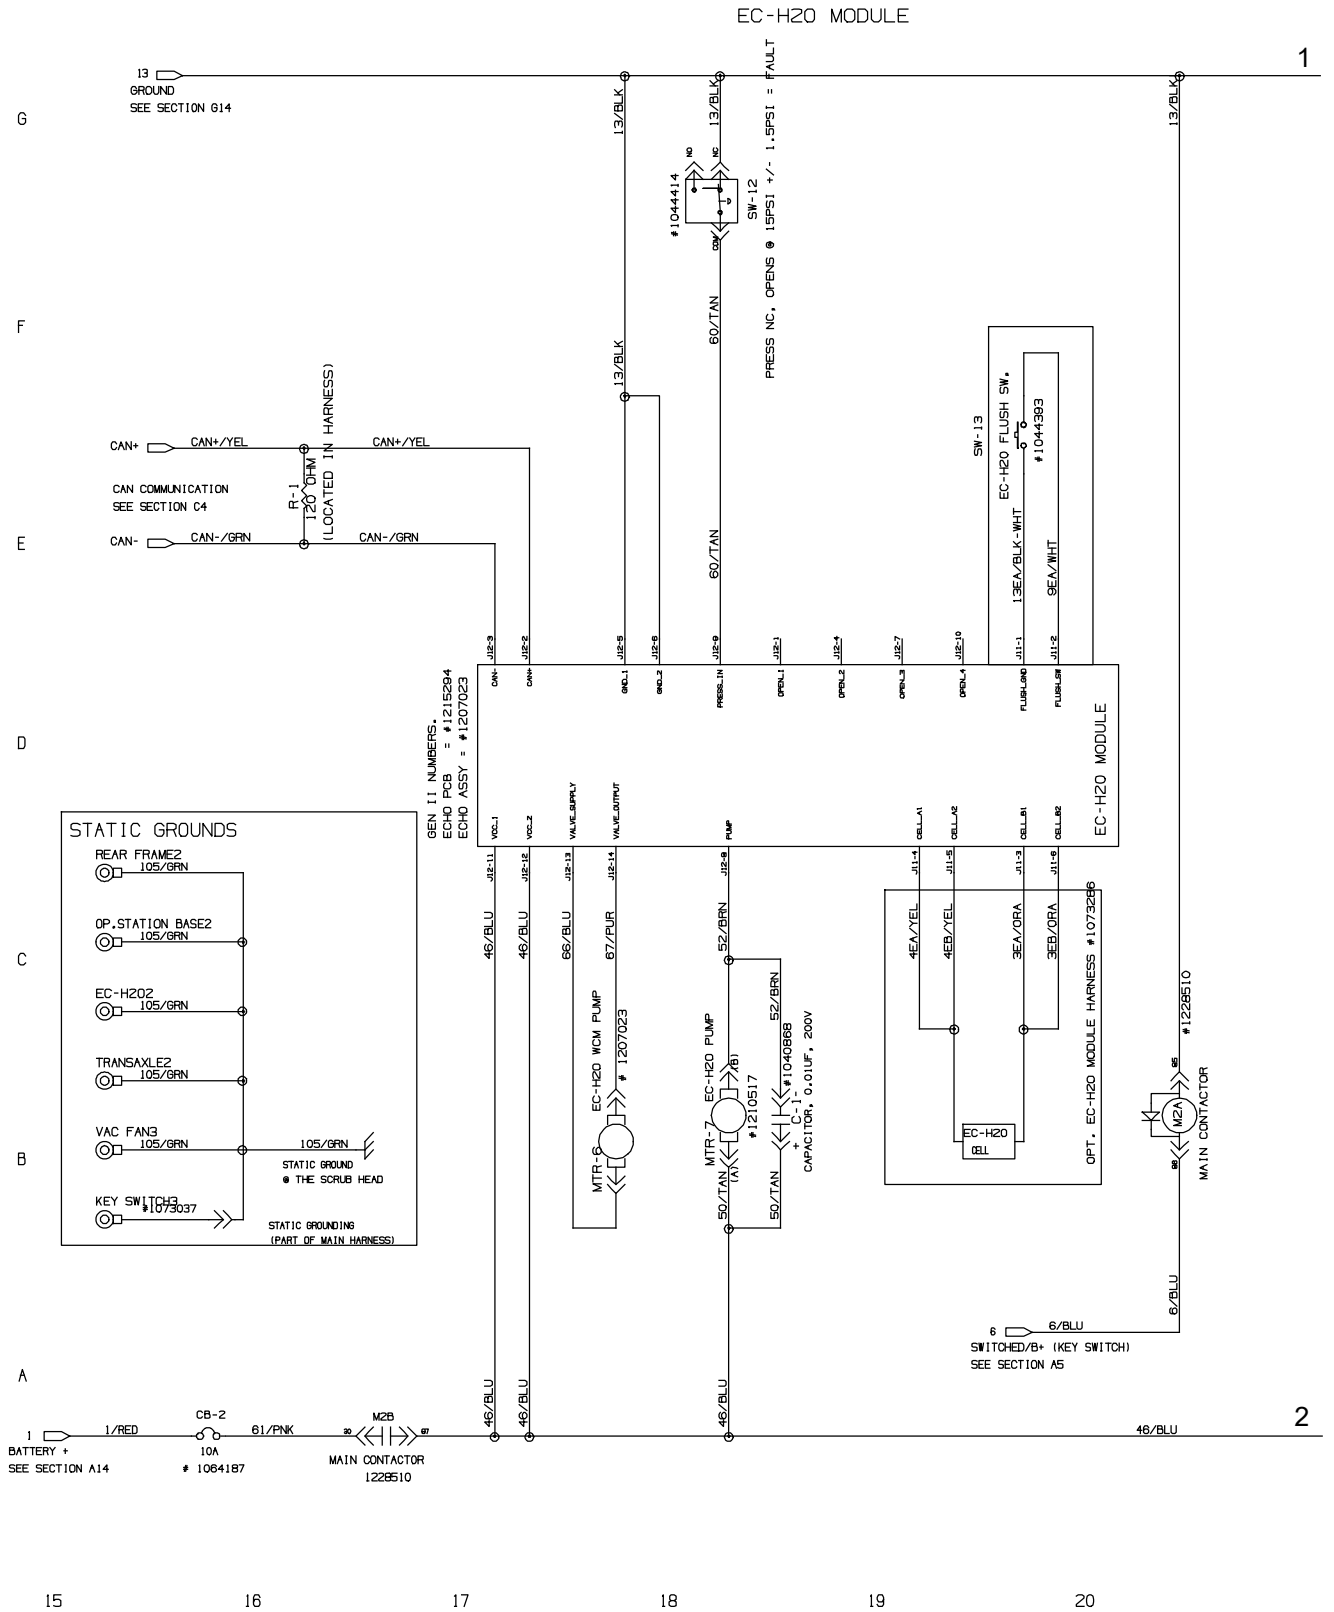 EC-H2O MODULE
1
13
GROUND
SEE SECTION G14
G
13/BLK
13/BLK
13/BLK
NO
NC
#1044414
SW-12
COM
PRESS NC, OPENS @ 15PSI +/- 1.5PSI = FAULT
F
60/TAN
13/BLK
CAN+
CAN+/YEL
CAN+/YEL
CAN COMMUNICATION
SEE SECTION C4
R-1
120 OHM
(LOCATED IN HARNESS)
SW-13
EC-H2O FLUSH SW.
#1044393
E
CAN-
CAN-/GRN
CAN-/GRN
60/TAN
13EA/BLK-WHT
9EA/WHT
J12-3
J12-2
J12-5
J12-6
J12-9
J12-1
J12-4
J12-7
J12-10
J11-1
J11-2
CAN-
CAN+
GND_1
GND_2
PRESS_IN
OPEN_1
OPEN_2
OPEN_3
OPEN_4
FLUSH_GND
FLUSH_SW
D
GEN II NUMBERS.
ECHO PCB = #1215294
ECHO ASSY = #1207023
EC-H2O MODULE
VCC_1
VCC_2
VALVE_SUPPLY
VALVE_OUTPUT
PUMP
CELL_A1
CELL_A2
CELL_B1
CELL_B2
J12-11
J12-12
J12-13
J12-14
J12-8
J11-4
J11-5
J11-3
J11-6
STATIC GROUNDS
REAR FRAME2
105/GRN
OP.STATION BASE2
105/GRN
C
46/BLU
46/BLU
66/BLU
67/PUR
52/BRN
4EA/YEL
4EB/YEL
3EA/ORA
3EB/ORA
EC-H2O2
105/GRN
52/BRN
#1228510
EC-H2O WCM PUMP
# 1207023
EC-H2O PUMP
(B)
#1210517
#1040868
C-1
-
+
CAPACITOR, 0.01UF, 200V
TRANSAXLE2
105/GRN
MTR-6
MTR-7
(A)
EC-H2O
CELL
OPT. EC-H2O MODULE HARNESS #1073286
85
M2A
86
MAIN CONTACTOR
B
VAC FAN3
105/GRN
105/GRN
STATIC GROUND
@ THE SCRUB HEAD
KEY SWITCH3
#1073037
STATIC GROUNDING
(PART OF MAIN HARNESS)
50/TAN
50/TAN
6/BLU
6
6/BLU
SWITCHED/B+ (KEY SWITCH)
SEE SECTION A5
A
46/BLU
46/BLU
46/BLU
1
1/RED
CB-2
61/PNK
30
M2B
87
46/BLU
2
BATTERY +
SEE SECTION A14
10A
# 1064187
MAIN CONTACTOR
1228510
15
16
17
18
19
20